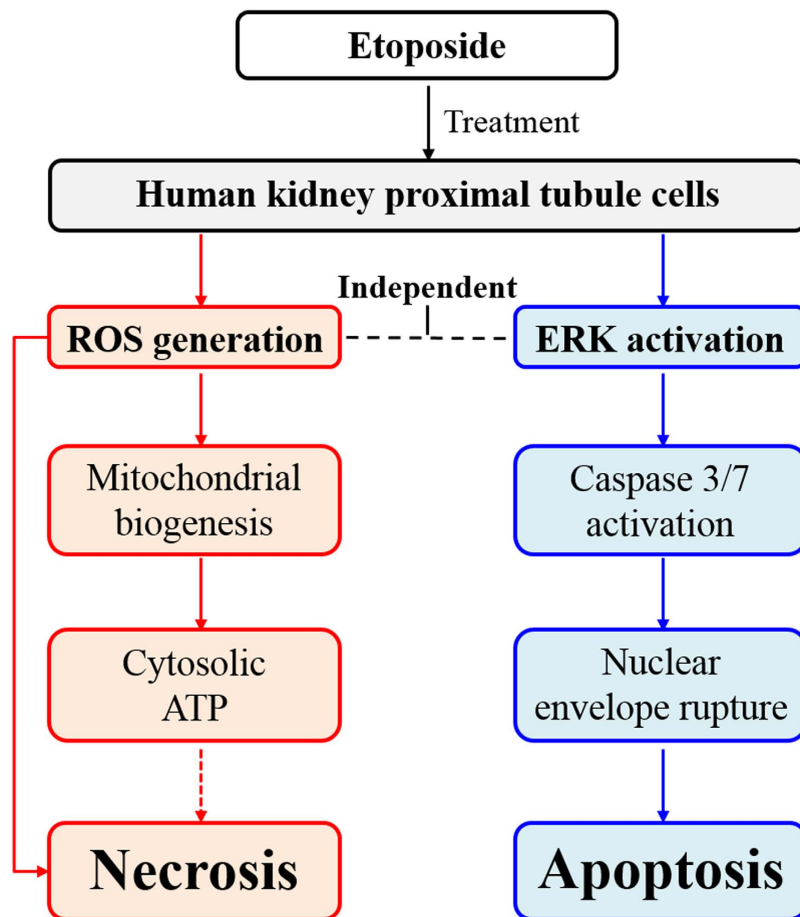 Etoposide
Treatment
Human kidney proximal tubule cells
Independent
ROS generation
ERK activation
Mitochondrial
biogenesis
Caspase 3/7
activation
Cytosolic
ATP
Nuclear
envelope rupture
Necrosis
Apoptosis